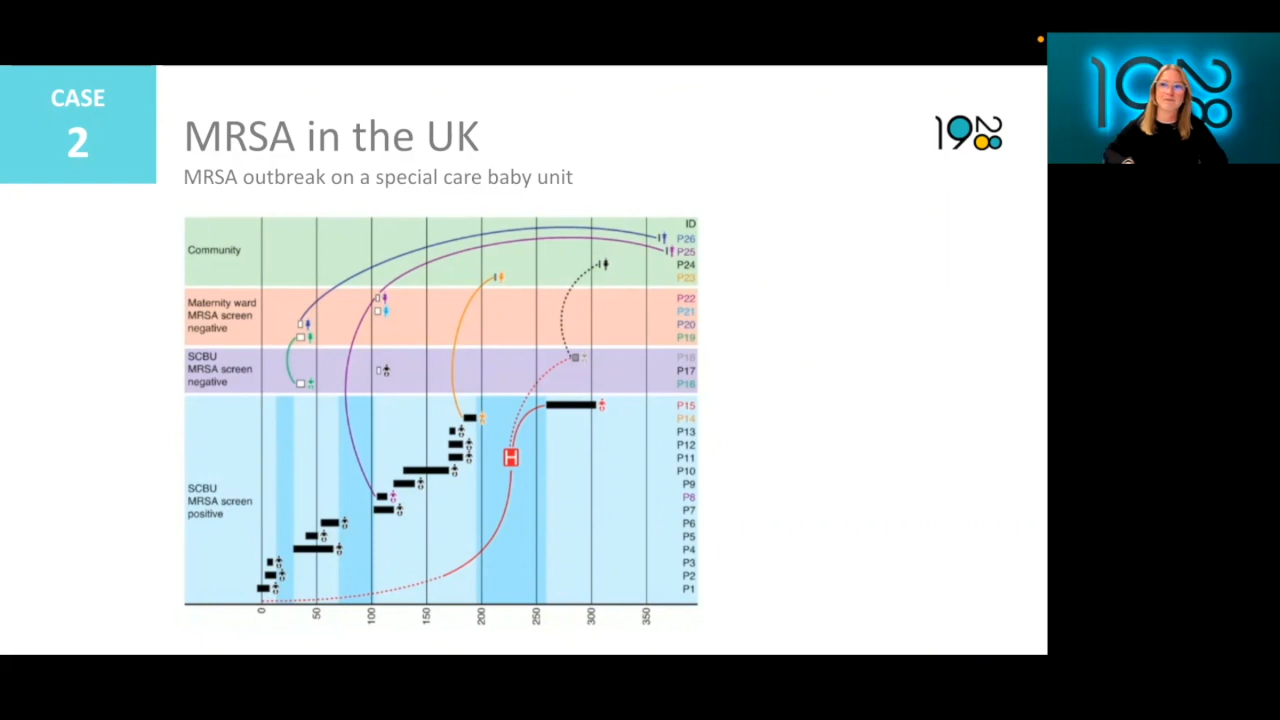 CASE
2
MRSA in the UK
MRSA outbreak on a special care baby unit
1928
1928
ID
Community
P26
P25
P24
P23
Maternity ward
MRSA screen
negative
P22
P21
P20
P19
SCBU
MRSA screen
negative
P18
P17
P16
SCBU
MRSA screen
positive
P15
P14
P13
P12
P11
P10
P9
P8
P7
P6
P5
P4
P3
P2
P1
H
0
50
100
150
200
250
300
350